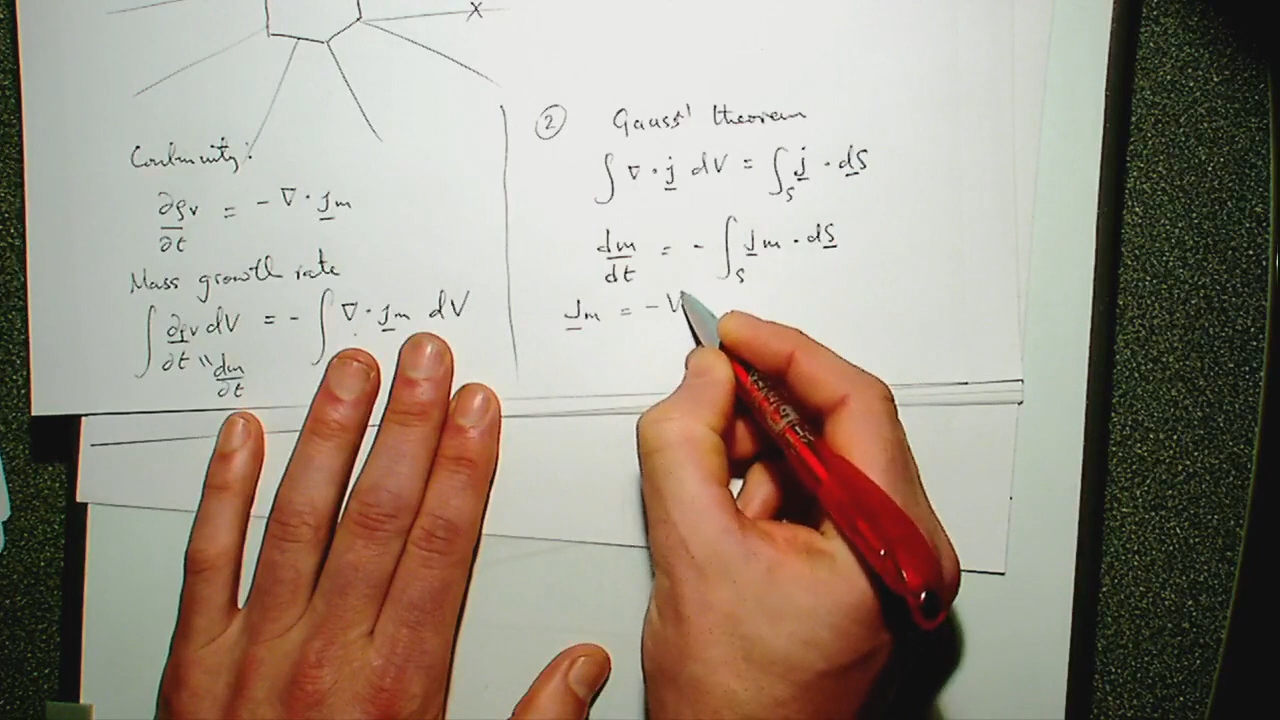 x
Continuity:
∂ρv/∂t = - ∇ · Jm
Mass growth rate
∫ ∂ρv/∂t dV = - ∫ ∇ · Jm dV
" dm/∂t
② Gauss' theorem
∫ ∇ · j dV = ∫S j · dS
dm/dt = - ∫S Jm · dS
Jm = - V